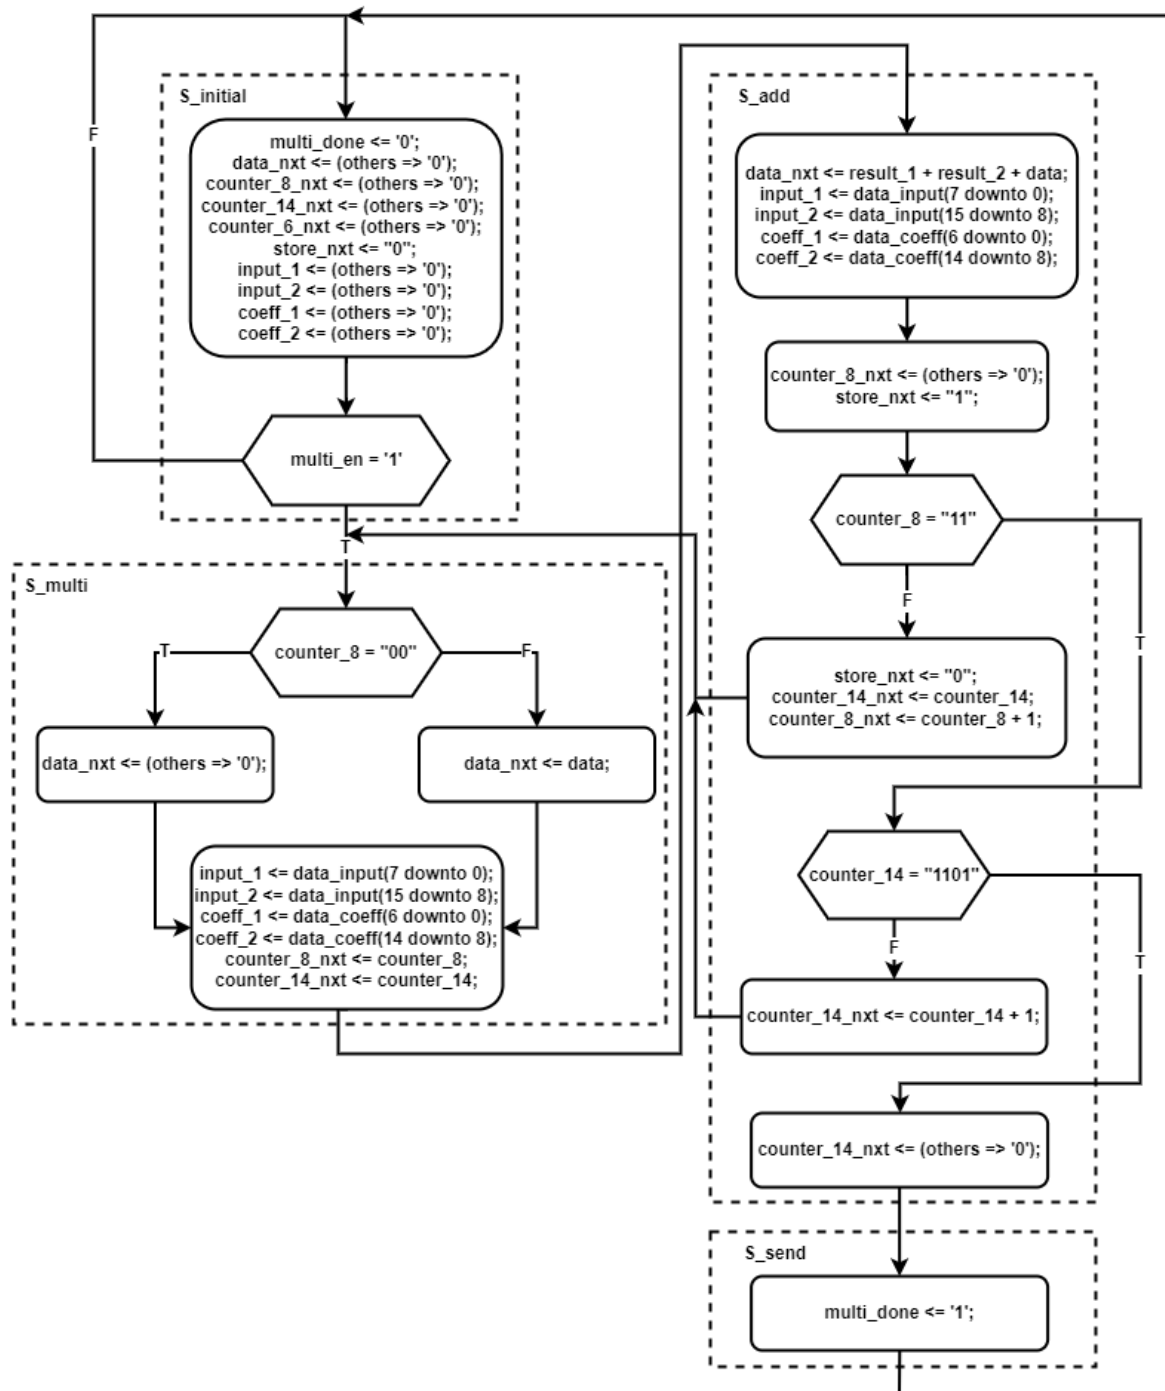 S_initial
F
multi_done <= '0';
data_nxt <= (others => '0');
counter_8_nxt <= (others => '0');
counter_14_nxt <= (others => '0');
counter_6_nxt <= (others => '0');
store_nxt <= "0";
input_1 <= (others => '0');
input_2 <= (others => '0');
coeff_1 <= (others => '0');
coeff_2 <= (others => '0');
multi_en = '1'
T
S_multi
counter_8 = "00"
T
F
data_nxt <= (others => '0');
data_nxt <= data;
input_1 <= data_input(7 downto 0);
input_2 <= data_input(15 downto 8);
coeff_1 <= data_coeff(6 downto 0);
coeff_2 <= data_coeff(14 downto 8);
counter_8_nxt <= counter_8;
counter_14_nxt <= counter_14;
S_add
data_nxt <= result_1 + result_2 + data;
input_1 <= data_input(7 downto 0);
input_2 <= data_input(15 downto 8);
coeff_1 <= data_coeff(6 downto 0);
coeff_2 <= data_coeff(14 downto 8);
counter_8_nxt <= (others => '0');
store_nxt <= "1";
counter_8 = "11"
F
T
store_nxt <= "0";
counter_14_nxt <= counter_14;
counter_8_nxt <= counter_8 + 1;
counter_14 = "1101"
F
T
counter_14_nxt <= counter_14 + 1;
counter_14_nxt <= (others => '0');
S_send
multi_done <= '1';